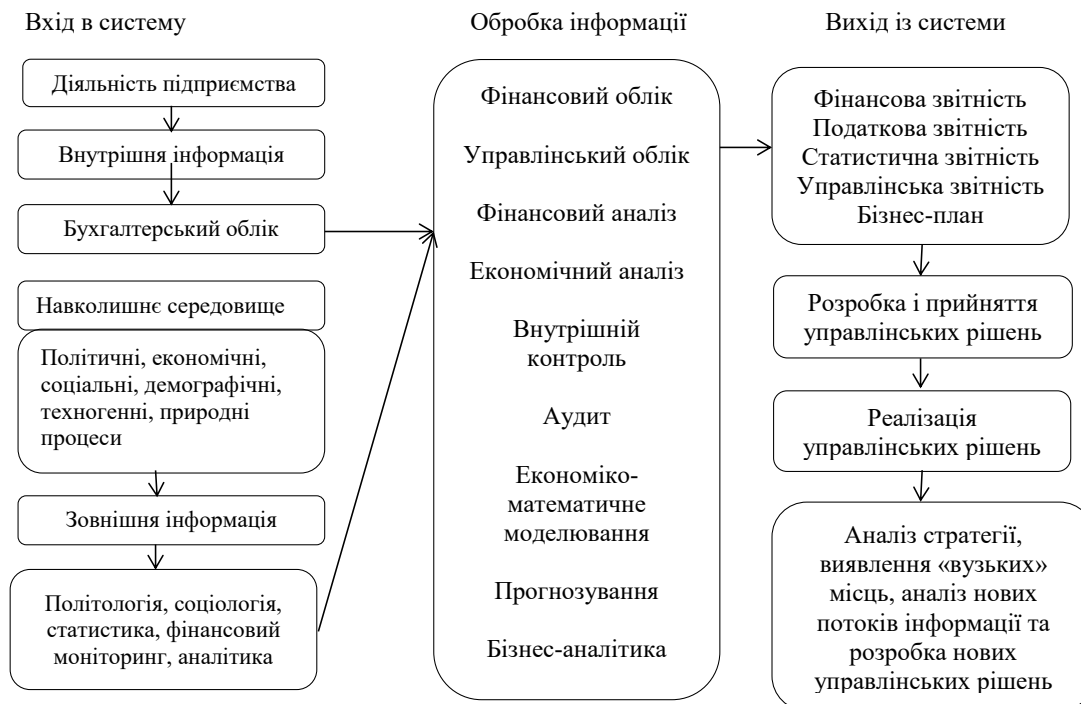 Вхід в систему
Діяльність підприємства
Внутрішня інформація
Бухгалтерський облік
Навколишнє середовище
Політичні, економічні,
соціальні, демографічні,
техногенні, природні
процеси
Зовнішня інформація
Політологія, соціологія,
статистика, фінансовий
моніторинг, аналітика
Обробка інформації
Фінансовий облік
Управлінський облік
Фінансовий аналіз
Економічний аналіз
Внутрішній
контроль
Аудит
Економіко-
математичне
моделювання
Прогнозування
Бізнес-аналітика
Вихід із системи
Фінансова звітність
Податкова звітність
Статистична звітність
Управлінська звітність
Бізнес-план
Розробка і прийняття
управлінських рішень
Реалізація
управлінських рішень
Аналіз стратегії,
виявлення «вузьких»
місць, аналіз нових
потоків інформації та
розробка нових
управлінських рішень